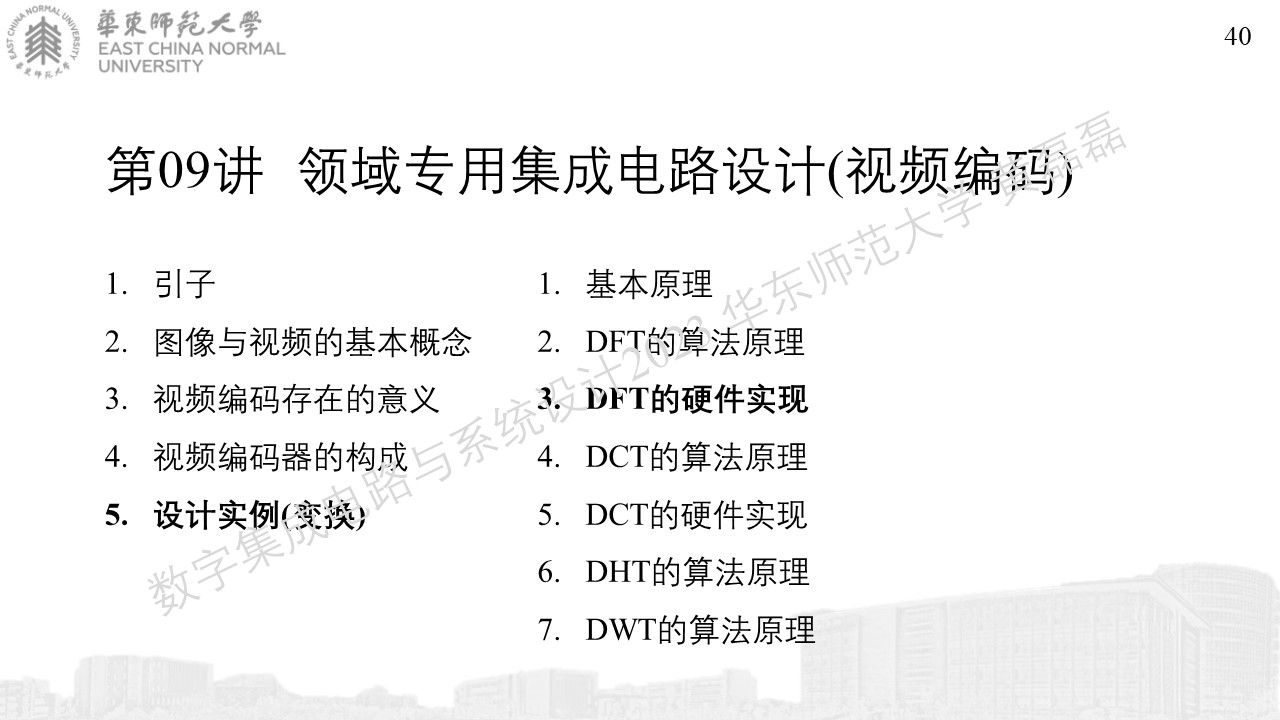 華東師範大學
EAST CHINA NORMAL
UNIVERSITY
40
第09讲 领域专用集成电路设计(视频编码)
1. 引子
2. 图像与视频的基本概念
3. 视频编码存在的意义
4. 视频编码器的构成
5. 设计实例(变换)
1. 基本原理
2. DFT的算法原理
3. DFT的硬件实现
4. DCT的算法原理
5. DCT的硬件实现
6. DHT的算法原理
7. DWT的算法原理
数字集成电路与系统设计2023 华东师范大学 黄磊磊